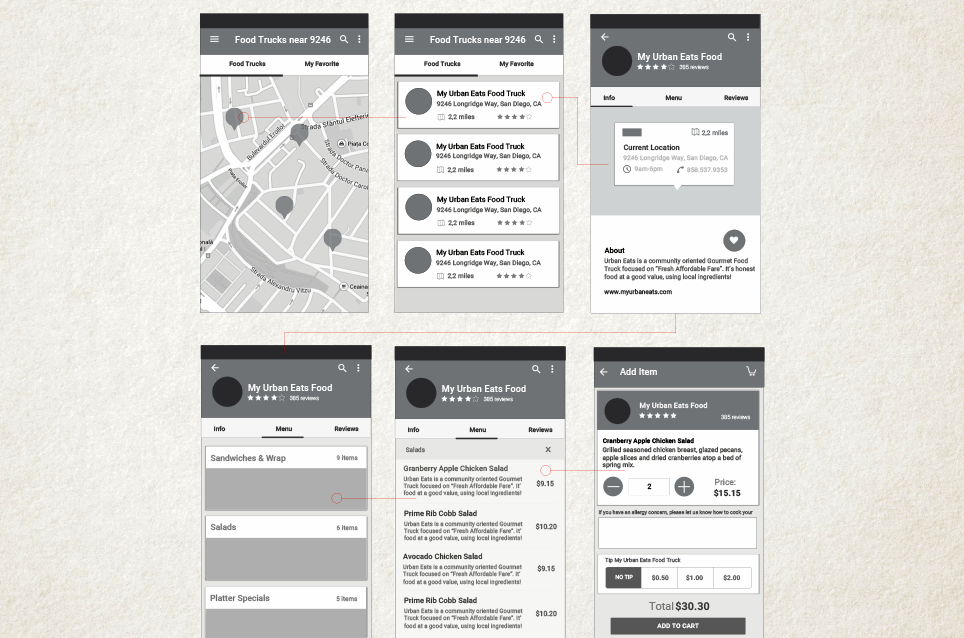 Food Trucks near 9246
Food Trucks
My Favorite
Strada Sfântul Elefterie
Bulevardul Eroilor
Piața Co
Strada Doctor Pana
Strada Doctor Carol
Strada Alexandru Vlțzu
Ceaina
Food Trucks near 9246
Food Trucks
My Favorite
My Urban Eats Food Truck
9246 Longridge Way, San Diego, CA
2,2 miles
My Urban Eats Food Truck
9246 Longridge Way, San Diego, CA
2,2 miles
My Urban Eats Food Truck
9246 Longridge Way, San Diego, CA
2,2 miles
My Urban Eats Food Truck
9246 Longridge Way, San Diego, CA
2,2 miles
My Urban Eats Food
385 reviews
Info
Menu
Reviews
2,2 miles
Current Location
9246 Longridge Way, San Diego, CA
9am-6pm
858.537.9353
About
Urban Eats is a community oriented Gourmet Food
Truck focused on "Fresh Affordable Fare". It's honest
food at a good value, using local ingredients!
www.myurbaneats.com
My Urban Eats Food
385 reviews
Info
Menu
Reviews
Sandwiches & Wrap
9 items
Salads
6 items
Platter Specials
5 items
My Urban Eats Food
385 reviews
Info
Menu
Reviews
Salads
X
Granberry Apple Chicken Salad
Urban Eats is a community oriented Gourmet
Truck focused on "Fresh Affordable Fare". It'
food at a good value, using local ingredients!
$9.15
Prime Rib Cobb Salad
Urban Eats is a community oriented Gourmet
Truck focused on "Fresh Affordable Fare". It'
food at a good value, using local ingredients!
$10.20
Avocado Chicken Salad
Urban Eats is a community oriented Gourmet
Truck focused on "Fresh Affordable Fare". It'
food at a good value, using local ingredients!
$9.15
Prime Rib Cobb Salad
Urban Eats is a community oriented Gourmet
Truck focused on "Fresh Affordable Fare". It'
food at a good value, using local ingredients!
$10.20
Add Item
My Urban Eats Food
385 reviews
Cranberry Apple Chicken Salad
Grilled seasoned chicken breast, glazed pecans,
apple slices and dried cranberries atop a bed of
spring mix.
2
Price:
$15.15
If you have an allergy concern, please let us know how to cock your
Tip My Urban Eats Food Truck
NO TIP
$0.50
$1.00
$2.00
Total $30.30
ADD TO CART